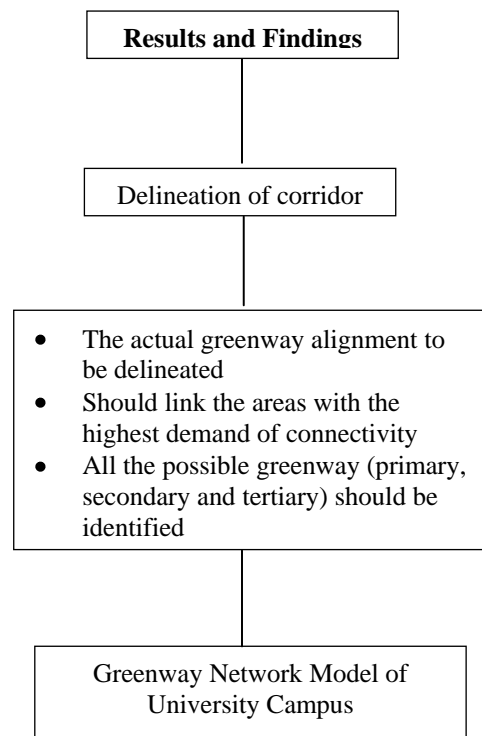 Results and Findings
Delineation of corridor
• The actual greenway alignment to
be delineated
• Should link the areas with the
highest demand of connectivity
• All the possible greenway (primary,
secondary and tertiary) should be
identified
Greenway Network Model of
University Campus